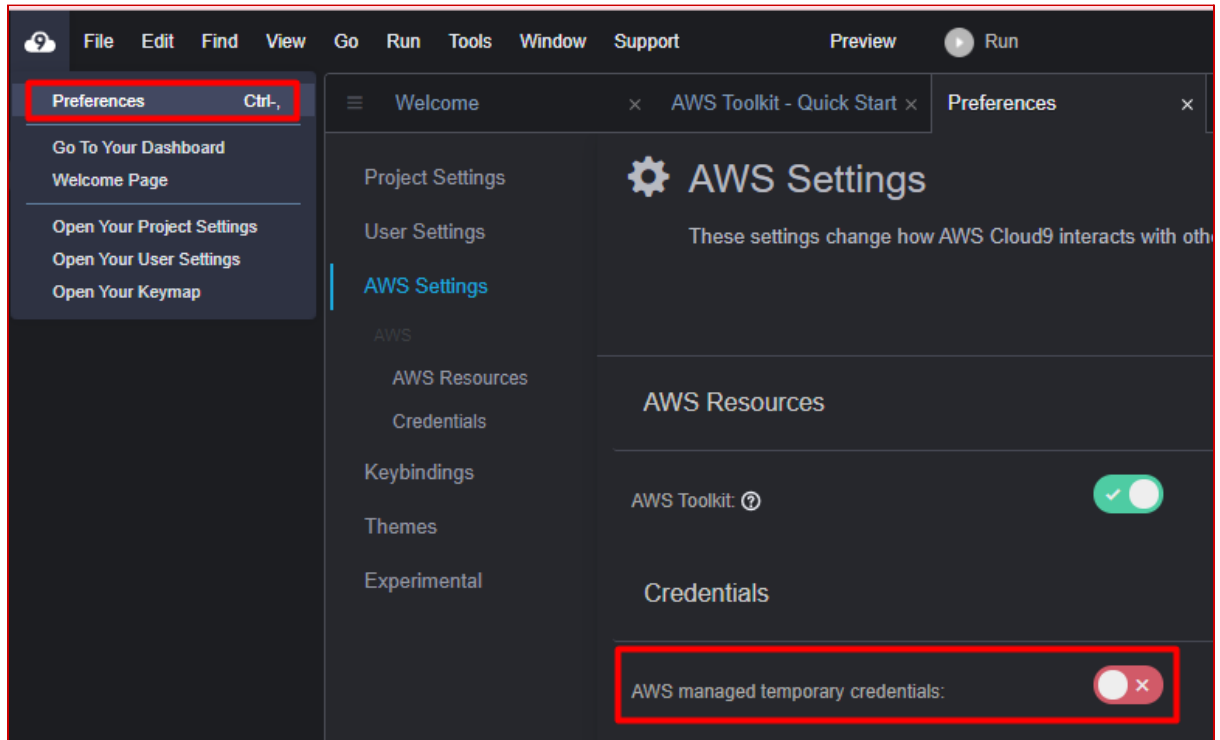 9 File Edit Find View Go Run Tools Window Support Preview Run
Preferences Ctrl-,
Go To Your Dashboard
Welcome Page
Open Your Project Settings
Open Your User Settings
Open Your Keymap
Welcome × AWS Toolkit - Quick Start × Preferences ×
Project Settings
User Settings
AWS Settings
AWS
AWS Resources
Credentials
Keybindings
Themes
Experimental
AWS Settings
These settings change how AWS Cloud9 interacts with oth
AWS Resources
AWS Toolkit: ?
Credentials
AWS managed temporary credentials: